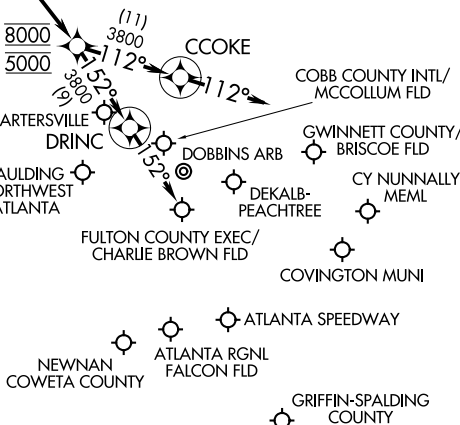 8000
5000
(11)
3800
112°
CCOKE
112°
152°
3800
(9)
ARTERSVILLE
DRINC
152°
COBB COUNTY INTL/
MCCOLLUM FLD
DOBBINS ARB
GWINNETT COUNTY/
BRISCOE FLD
AULDING
ORTHWEST
ATLANTA
DEKALB-
PEACHTREE
CY NUNNALLY
MEML
FULTON COUNTY EXEC/
CHARLIE BROWN FLD
COVINGTON MUNI
ATLANTA SPEEDWAY
NEWNAN
COWETA COUNTY
ATLANTA RGNL
FALCON FLD
GRIFFIN-SPALDING
COUNTY